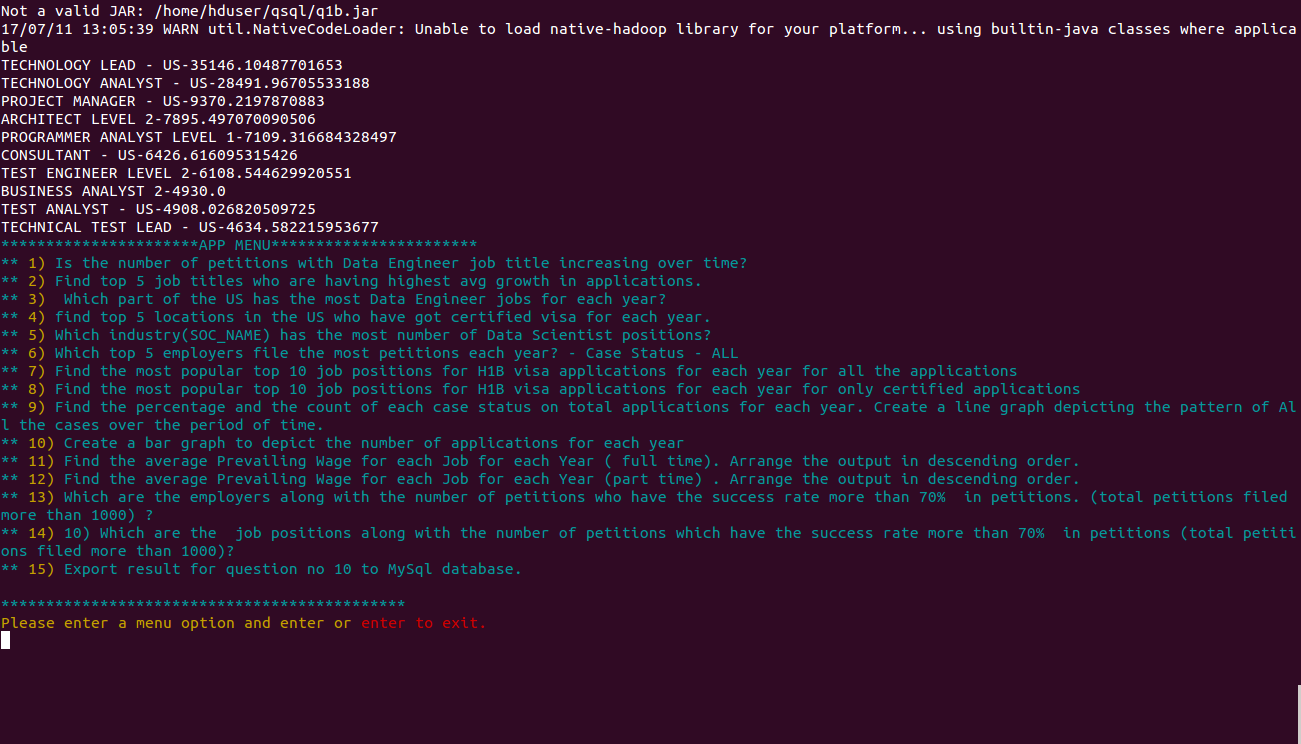 Not a valid JAR: /home/hduser/qsql/q1b.jar
17/07/11 13:05:39 WARN util.NativeCodeLoader: Unable to load native-hadoop library for your platform... using builtin-java classes where applica
ble
TECHNOLOGY LEAD - US-35146.10487701653
TECHNOLOGY ANALYST - US-28491.96705533188
PROJECT MANAGER - US-9370.2197870883
ARCHITECT LEVEL 2-7895.497070090506
PROGRAMMER ANALYST LEVEL 1-7109.316684328497
CONSULTANT - US-6426.616095315426
TEST ENGINEER LEVEL 2-6108.544629920551
BUSINESS ANALYST 2-4930.0
TEST ANALYST - US-4908.026820509725
TECHNICAL TEST LEAD - US-4634.582215953677
**********************APP MENU***********************
** 1) Is the number of petitions with Data Engineer job title increasing over time?
** 2) Find top 5 job titles who are having highest avg growth in applications.
** 3)  Which part of the US has the most Data Engineer jobs for each year?
** 4) find top 5 locations in the US who have got certified visa for each year.
** 5) Which industry(SOC_NAME) has the most number of Data Scientist positions?
** 6) Which top 5 employers file the most petitions each year? - Case Status - ALL
** 7) Find the most popular top 10 job positions for H1B visa applications for each year for all the applications
** 8) Find the most popular top 10 job positions for H1B visa applications for each year for only certified applications
** 9) Find the percentage and the count of each case status on total applications for each year. Create a line graph depicting the pattern of Al
l the cases over the period of time.
** 10) Create a bar graph to depict the number of applications for each year
** 11) Find the average Prevailing Wage for each Job for each Year ( full time). Arrange the output in descending order.
** 12) Find the average Prevailing Wage for each Job for each Year (part time) . Arrange the output in descending order.
** 13) Which are the employers along with the number of petitions who have the success rate more than 70%  in petitions. (total petitions filed
more than 1000) ?
** 14) 10) Which are the  job positions along with the number of petitions which have the success rate more than 70%  in petitions (total petiti
ons filed more than 1000)?
** 15) Export result for question no 10 to MySql database.
*********************************************
Please enter a menu option and enter or enter to exit.